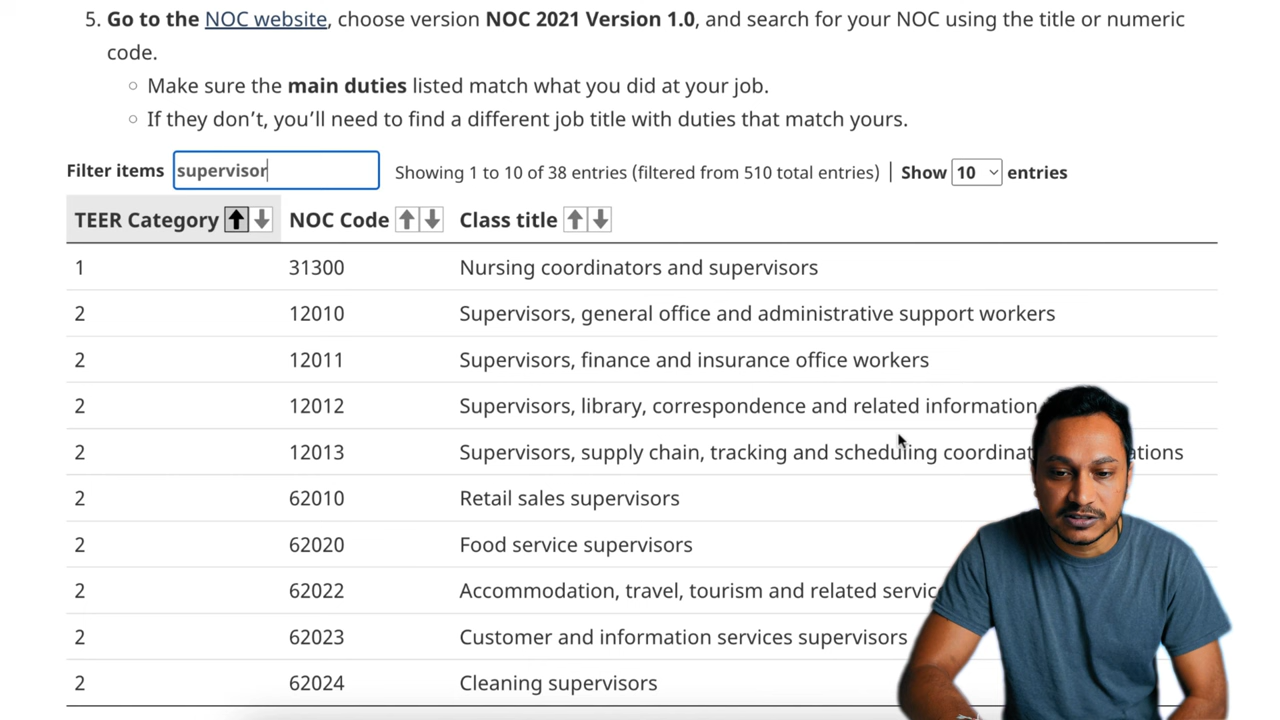 5. Go to the NOC website, choose version NOC 2021 Version 1.0, and search for your NOC using the title or numeric
code.
○ Make sure the main duties listed match what you did at your job.
○ If they don’t, you’ll need to find a different job title with duties that match yours.
Filter items supervisor Showing 1 to 10 of 38 entries (filtered from 510 total entries) | Show 10 entries
TEER Category NOC Code Class title
1 31300 Nursing coordinators and supervisors
2 12010 Supervisors, general office and administrative support workers
2 12011 Supervisors, finance and insurance office workers
2 12012 Supervisors, library, correspondence and related information
2 12013 Supervisors, supply chain, tracking and scheduling
2 62010 Retail sales supervisors
2 62020 Food service supervisors
2 62022 Accommodation, travel, tourism and related
2 62023 Customer and information services supervisors
2 62024 Cleaning supervisors